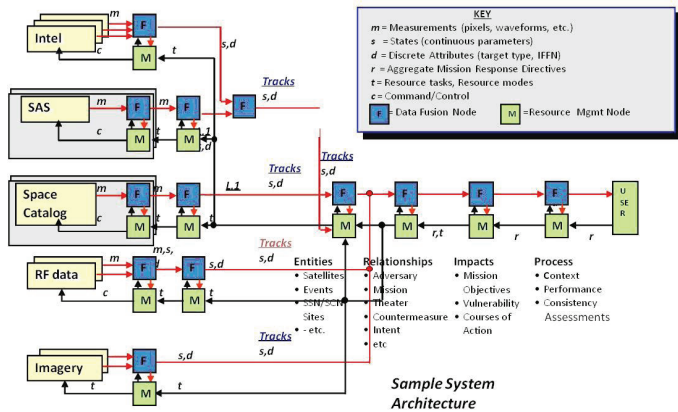 KEY
m = Measurements (pixels, waveforms, etc.)
s = States (continuous parameters)
d = Discrete Attributes (target type, IFFN)
r = Aggregate Mission Response Directives
t = Resource tasks, Resource modes
c = Command/Control
F = Data Fusion Node
M =Resource Mgmt Node
Intel
m
F
s,d
c
M
t
Tracks
s,d
SAS
m
F
m
F
F
c
M
t
M
t
L.1
s,d
Tracks
s,d
Space
Catalog
m
F
m
F
L.1
Tracks
s,d
F
F
F
F
U
S
E
R
c
M
t
M
t
M
M
M
M
r,t
r
r
RF data
m
F
m,s,
d
F
s,d
Tracks
s,d
c
M
t
M
t
Imagery
F
s,d
Tracks
s,d
t
M
t
Entities
• Satellites
• Events
• SSN/SCN
Sites
• - etc.
Relationships
• Adversary
• Mission
• Theater
• Countermeasure
• Intent
• etc
Impacts
• Mission
Objectives
• Vulnerability
• Courses of
Action
Process
• Context
• Performance
• Consistency
Assessments
Sample System
Architecture